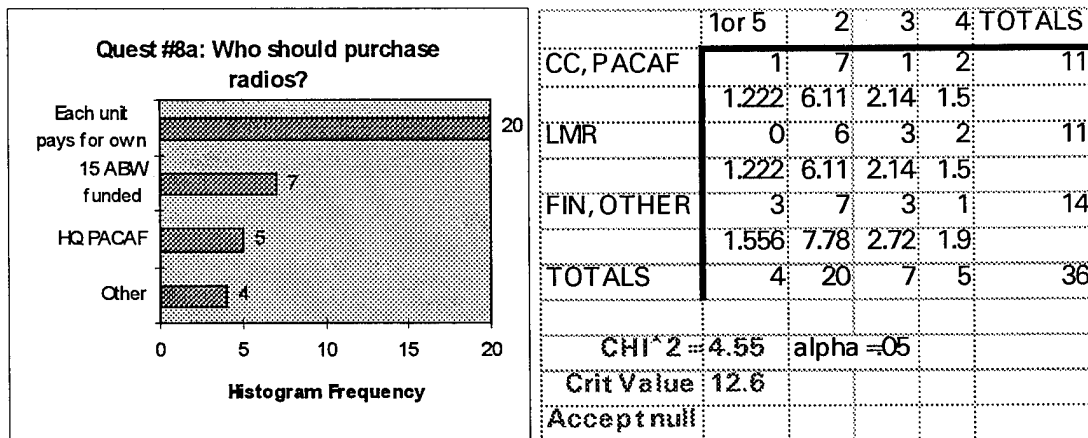 Quest #8a: Who should purchase
radios?
Each unit
pays for own
20
15 ABW
funded
7
HQ PACAF
5
Other
4
0 5 10 15 20
Histogram Frequency
1or 5 2 3 4 TOTALS
CC, PACAF 1 7 1 2 11
1.222 6.11 2.14 1.5
LMR 0 6 3 2 11
1.222 6.11 2.14 1.5
FIN, OTHER 3 7 3 1 14
1.556 7.78 2.72 1.9
TOTALS 4 20 7 5 36
CHI^2 = 4.55 alpha =.05
Crit Value 12.6
Accept null